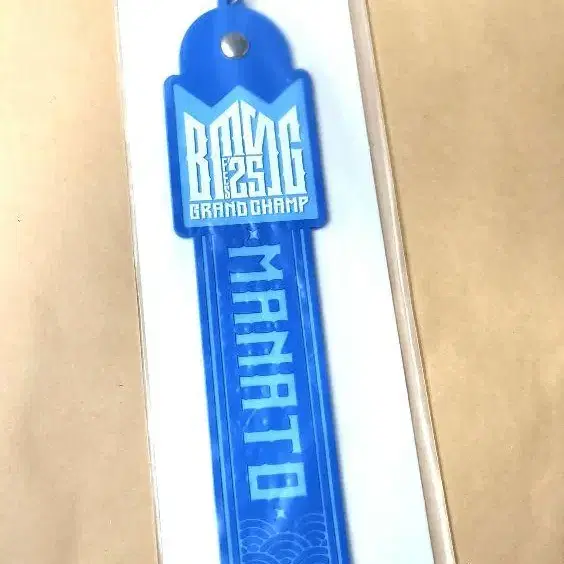 BMSG
FES
25
GRAND CHAMP
MANATO